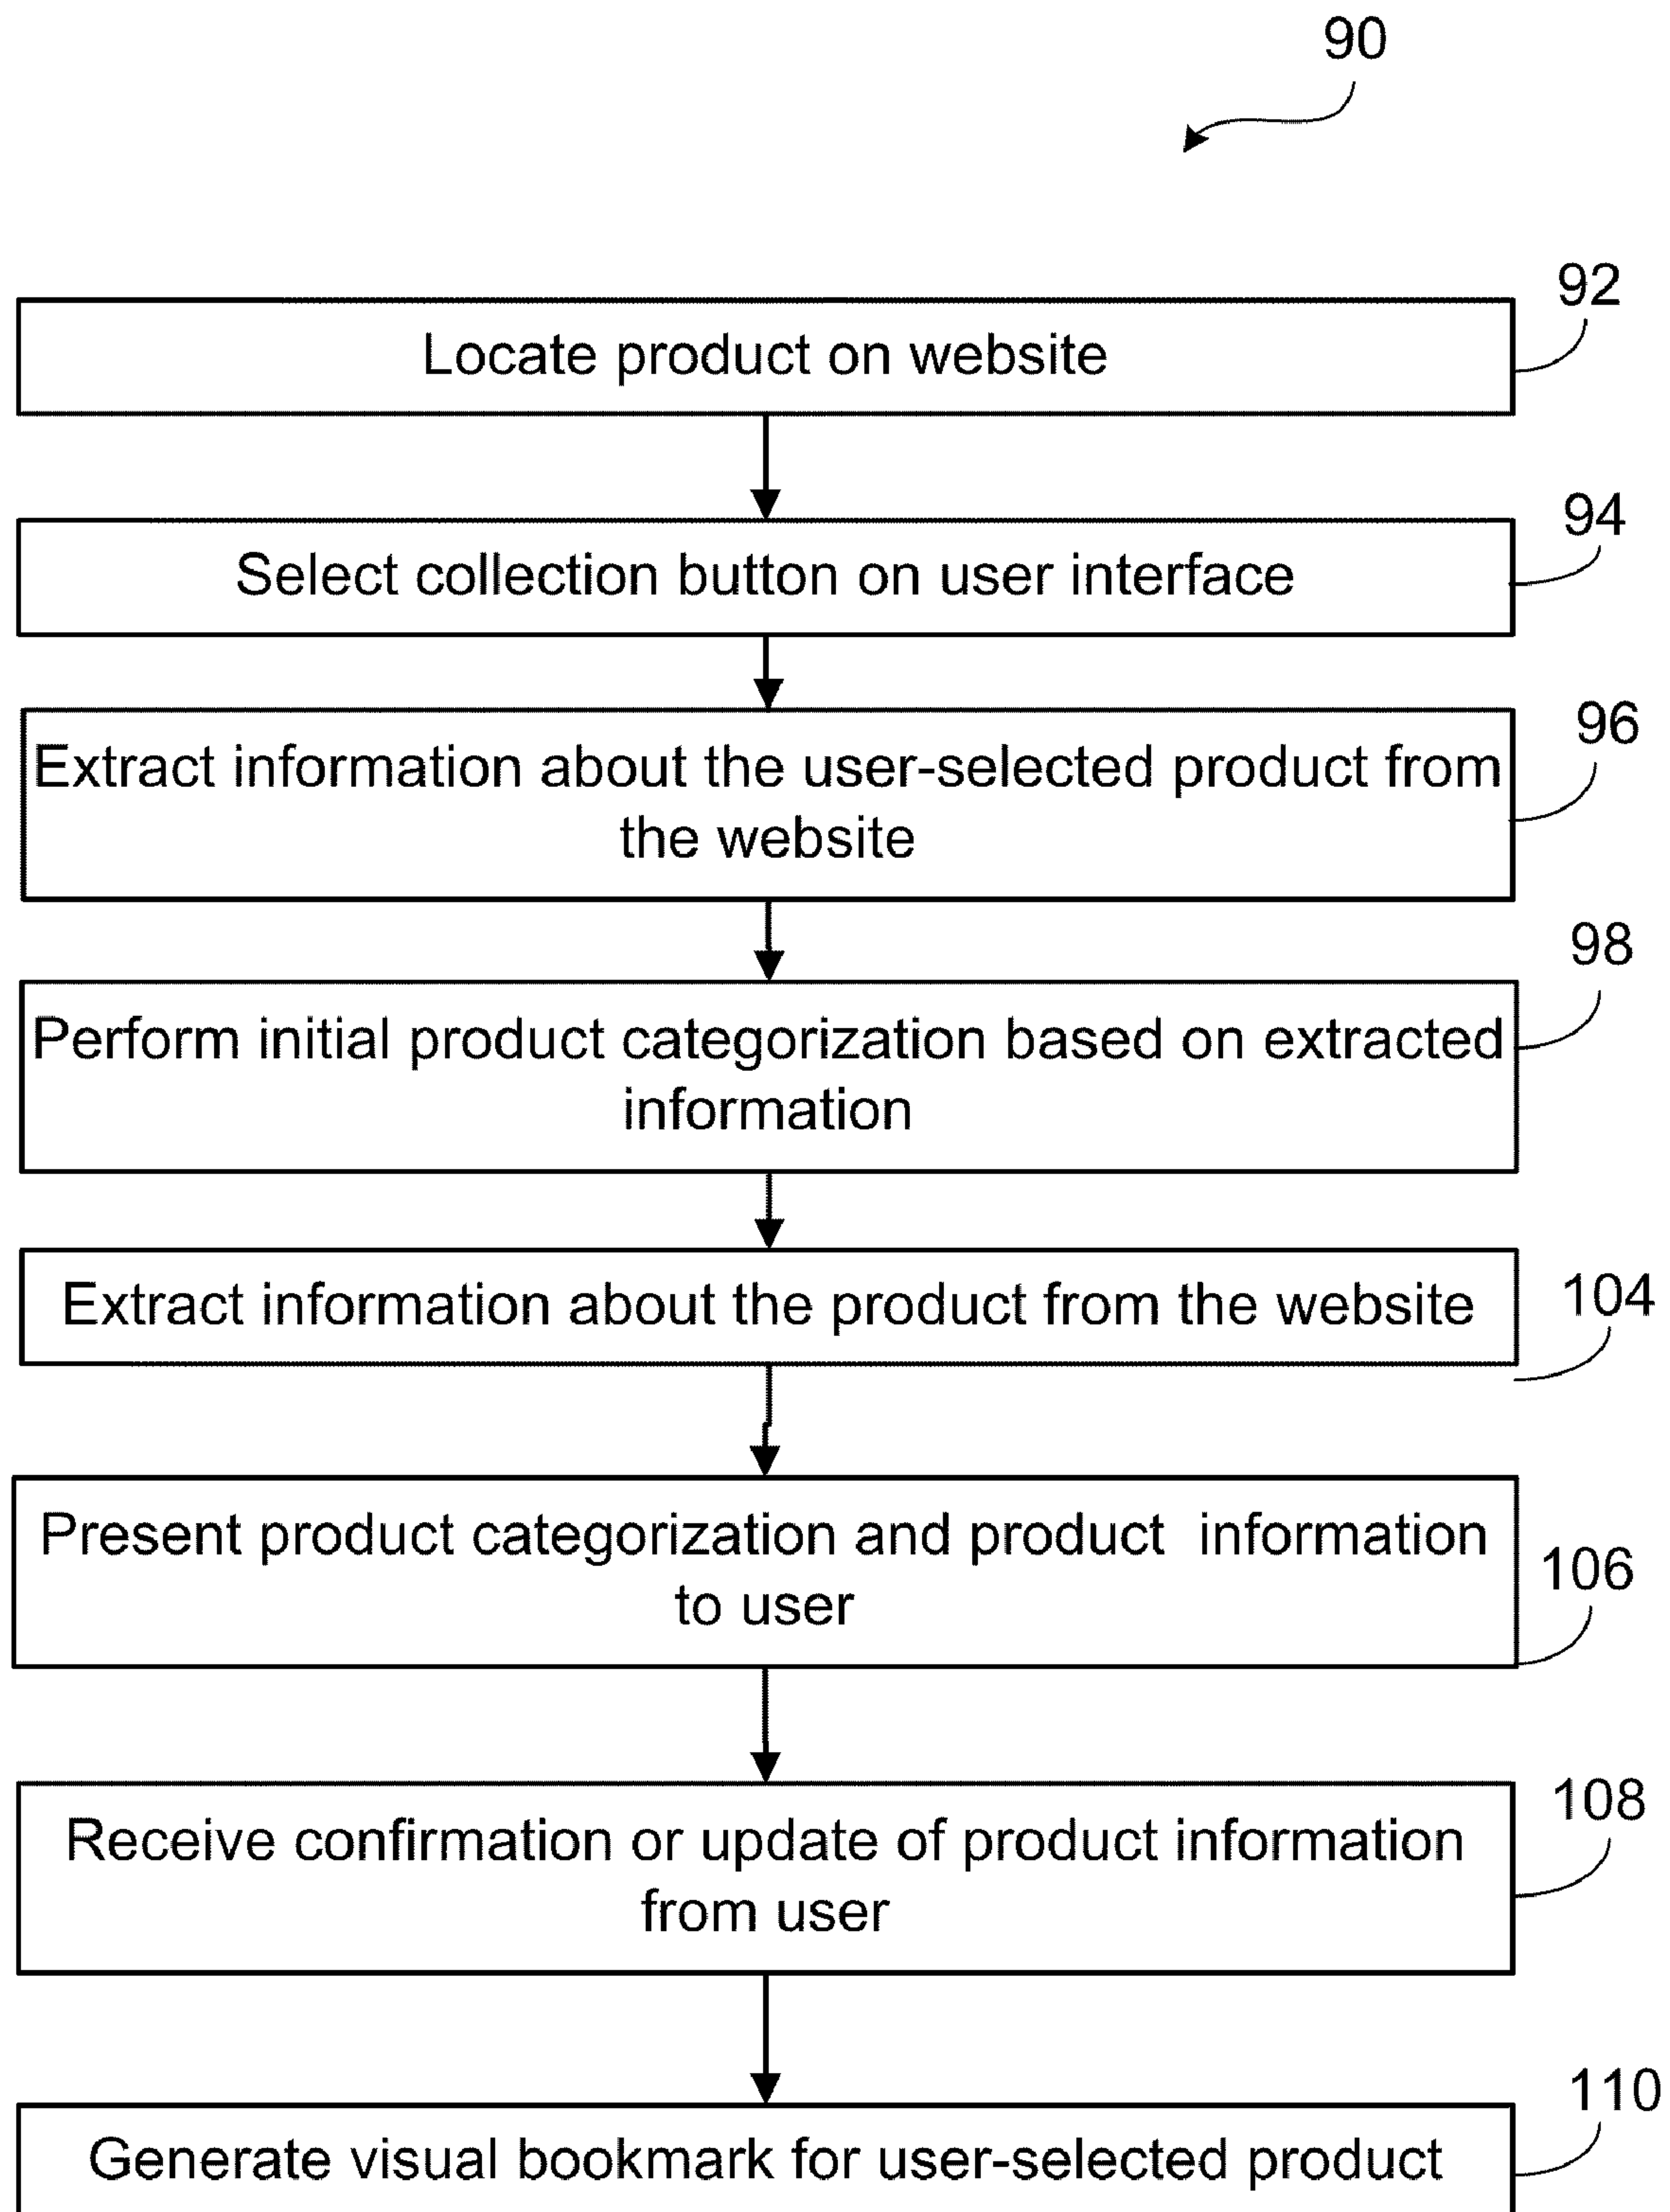 90
92
Locate product on website
94
Select collection button on user interface
96
Extract information about the user-selected product from
the website
98
Perform initial product categorization based on extracted
information
104
Extract information about the product from the website
Present product categorization and product information
to user
106
108
Receive confirmation or update of product information
from user
110
Generate visual bookmark for user-selected product